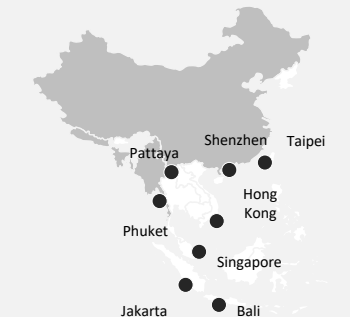 Shenzhen
Taipei
Pattaya
Hong
Kong
Phuket
Singapore
Jakarta
Bali